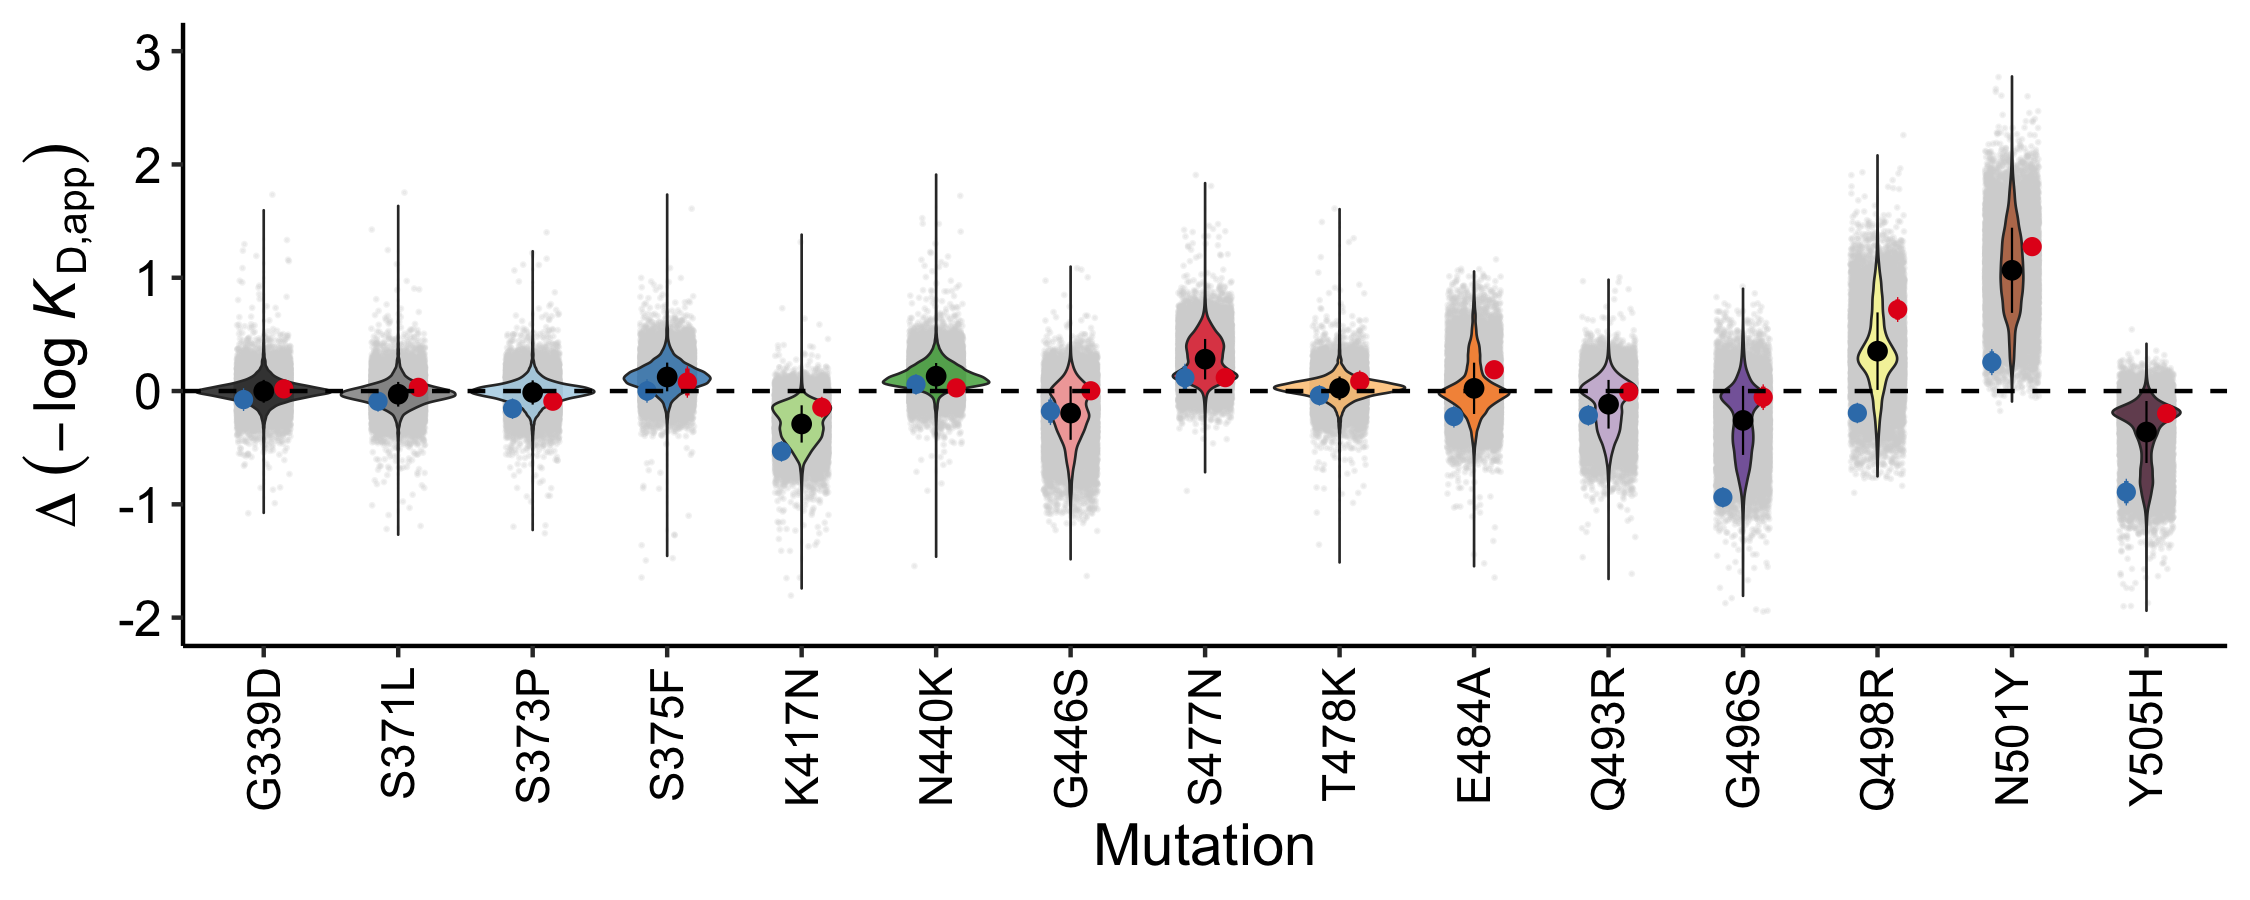 Δ (− log KD,app)
3
2
1
0
-1
-2
G339D
S371L
S373P
S375F
K417N
N440K
G446S
S477N
T478K
E484A
Q493R
G496S
Q498R
N501Y
Y505H
Mutation